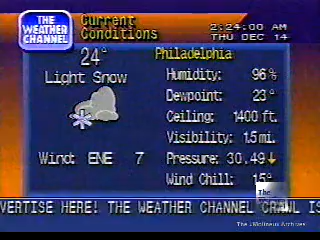 THE
WEATHER
CHANNEL
Current
Conditions
2:24:00 AM
THU DEC 14
24°
Philadelphia
Light Snow
Humidity: 96%
Dewpoint: 23°
Ceiling: 1400 ft.
Visibility: 1.5 mi.
Wind: ENE 7
Pressure: 30.49↓
Wind Chill: 15°
The
VERTISE HERE! THE WEATHER CHANNEL CRAWL IS
Archives